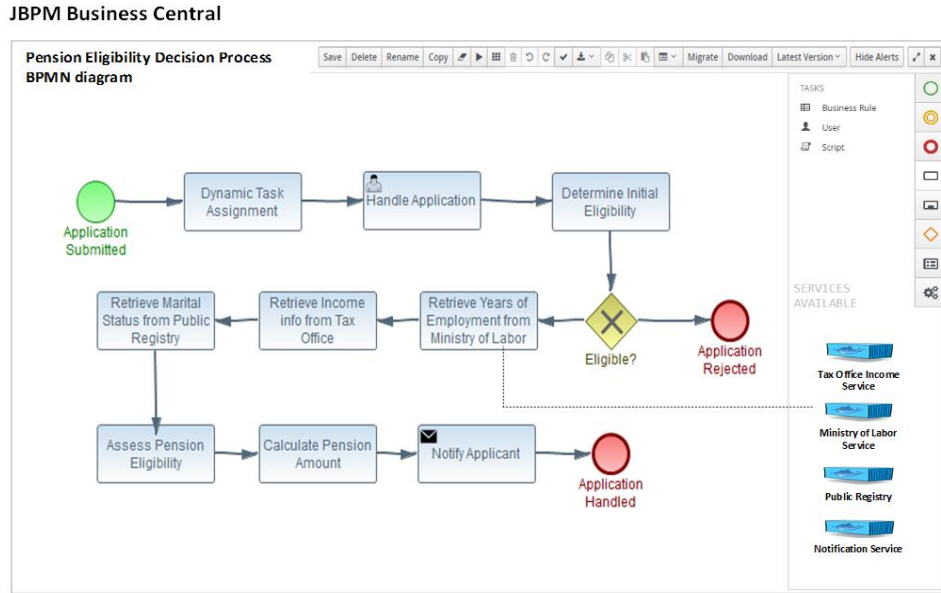 JBPM Business Central
Pension Eligibility Decision Process
BPMN diagram
Save Delete Rename Copy Migrate Download Latest Version Hide Alerts
TASKS
Business Rule
User
Script
Application
Submitted
Dynamic Task
Assignment
Handle Application
Determine Initial
Eligibility
Retrieve Marital
Status from Public
Registry
Retrieve Income
info from Tax
Office
Retrieve Years of
Employment from
Ministry of Labor
Eligible?
Application
Rejected
SERVICES
AVAILABLE
Tax Office Income
Service
Ministry of Labor
Service
Public Registry
Notification Service
Assess Pension
Eligibility
Calculate Pension
Amount
Notify Applicant
Application
Handled